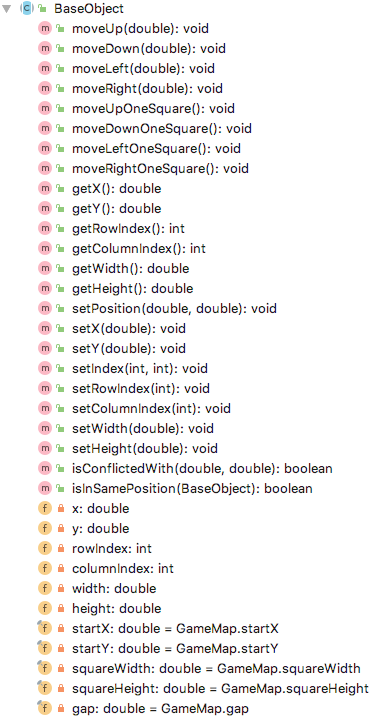 BaseObject
moveUp(double): void
moveDown(double): void
moveLeft(double): void
moveRight(double): void
moveUpOneSquare(): void
moveDownOneSquare(): void
moveLeftOneSquare(): void
moveRightOneSquare(): void
getX(): double
getY(): double
getRowIndex(): int
getColumnIndex(): int
getWidth(): double
getHeight(): double
setPosition(double, double): void
setX(double): void
setY(double): void
setIndex(int, int): void
setRowIndex(int): void
setColumnIndex(int): void
setWidth(double): void
setHeight(double): void
isConflictedWith(double, double): boolean
isInSamePosition(BaseObject): boolean
x: double
y: double
rowIndex: int
columnIndex: int
width: double
height: double
startX: double = GameMap.startX
startY: double = GameMap.startY
squareWidth: double = GameMap.squareWidth
squareHeight: double = GameMap.squareHeight
gap: double = GameMap.gap